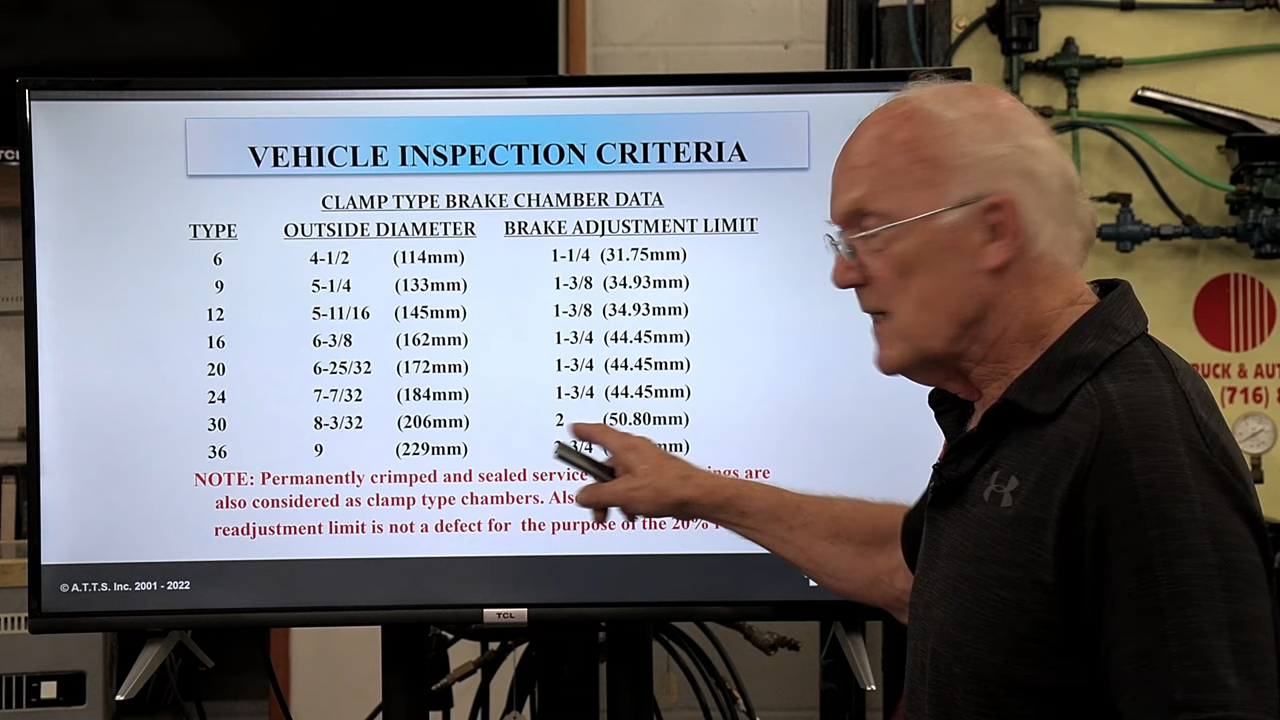 VEHICLE INSPECTION CRITERIA
CLAMP TYPE BRAKE CHAMBER DATA
TYPE OUTSIDE DIAMETER BRAKE ADJUSTMENT LIMIT
6 4-1/2 (114mm) 1-1/4 (31.75mm)
9 5-1/4 (133mm) 1-3/8 (34.93mm)
12 5-11/16 (145mm) 1-3/8 (34.93mm)
16 6-3/8 (162mm) 1-3/4 (44.45mm)
20 6-25/32 (172mm) 1-3/4 (44.45mm)
24 7-7/32 (184mm) 1-3/4 (44.45mm)
30 8-3/32 (206mm) 2 (50.80mm)
36 9 (229mm)
NOTE: Permanently crimped and sealed service are
also considered as clamp type chambers.
readjustment limit is not a defect for the purpose of the 20%
© A.T.T.S. Inc. 2001 - 2022
TCL
(716)